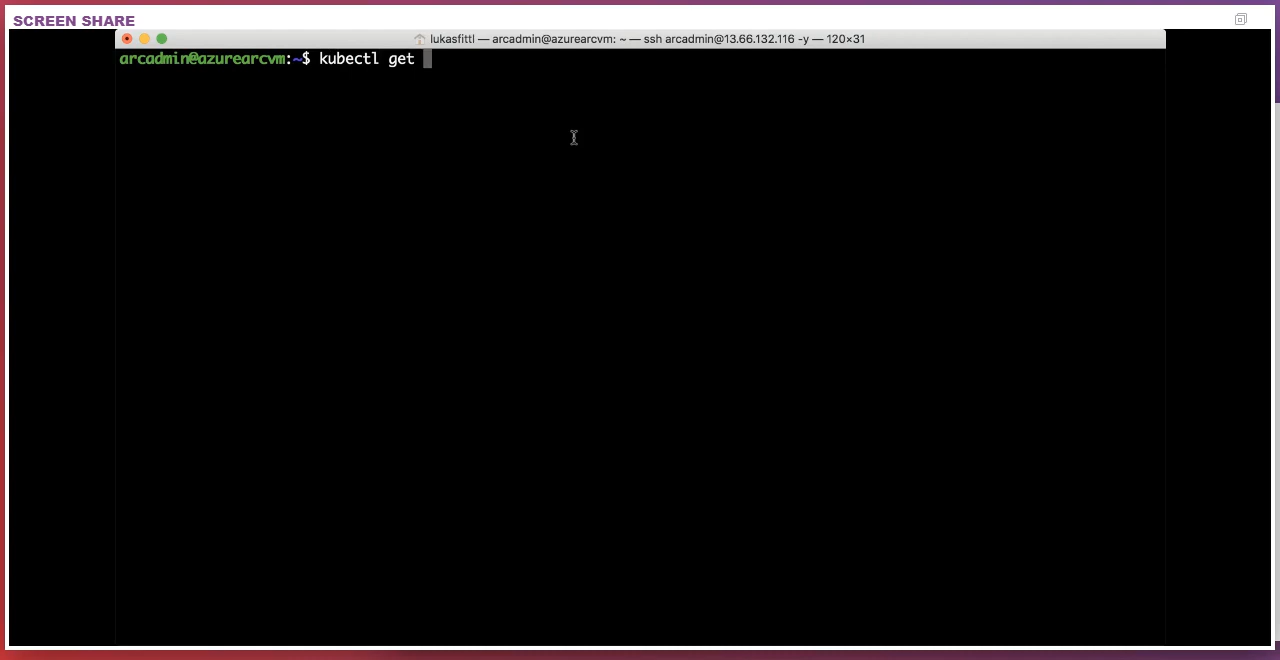 SCREEN SHARE
lukasfittl — arcadmin@azurearcvm: ~ — ssh arcadmin@13.66.132.116 -y — 120×31
arcadmin@azurearcvm:~$ kubectl get